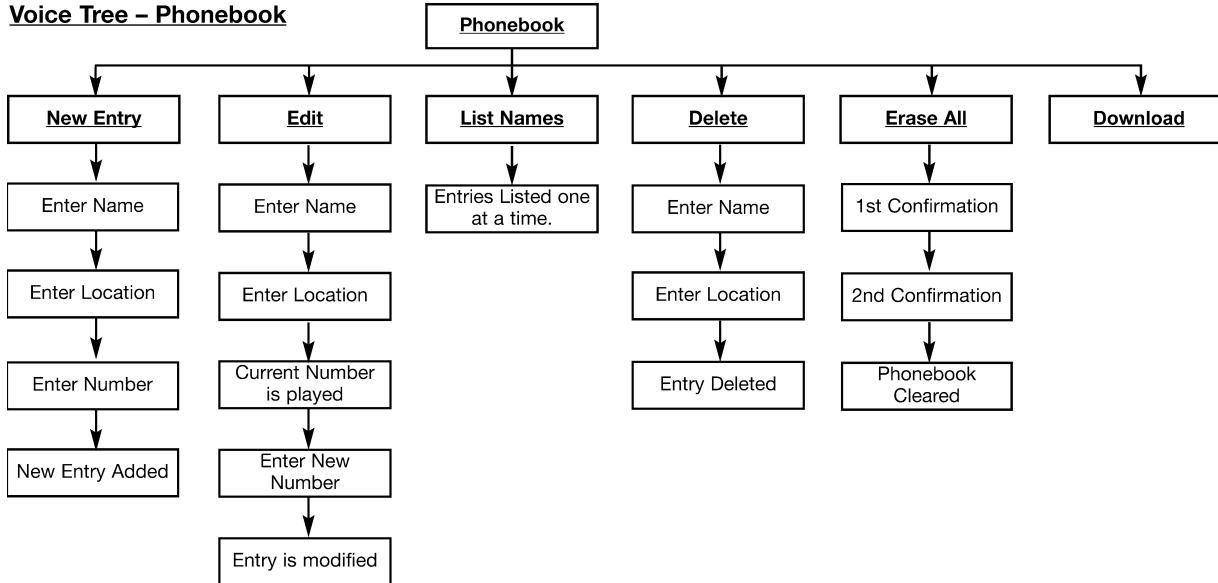 Voice Tree – Phonebook
Phonebook
New Entry
Edit
List Names
Delete
Erase All
Download
Enter Name
Enter Name
Entries Listed one
at a time.
Enter Name
1st Confirmation
Enter Location
Enter Location
Enter Location
2nd Confirmation
Enter Number
Current Number
is played
Entry Deleted
Phonebook
Cleared
New Entry Added
Enter New
Number
Entry is modified